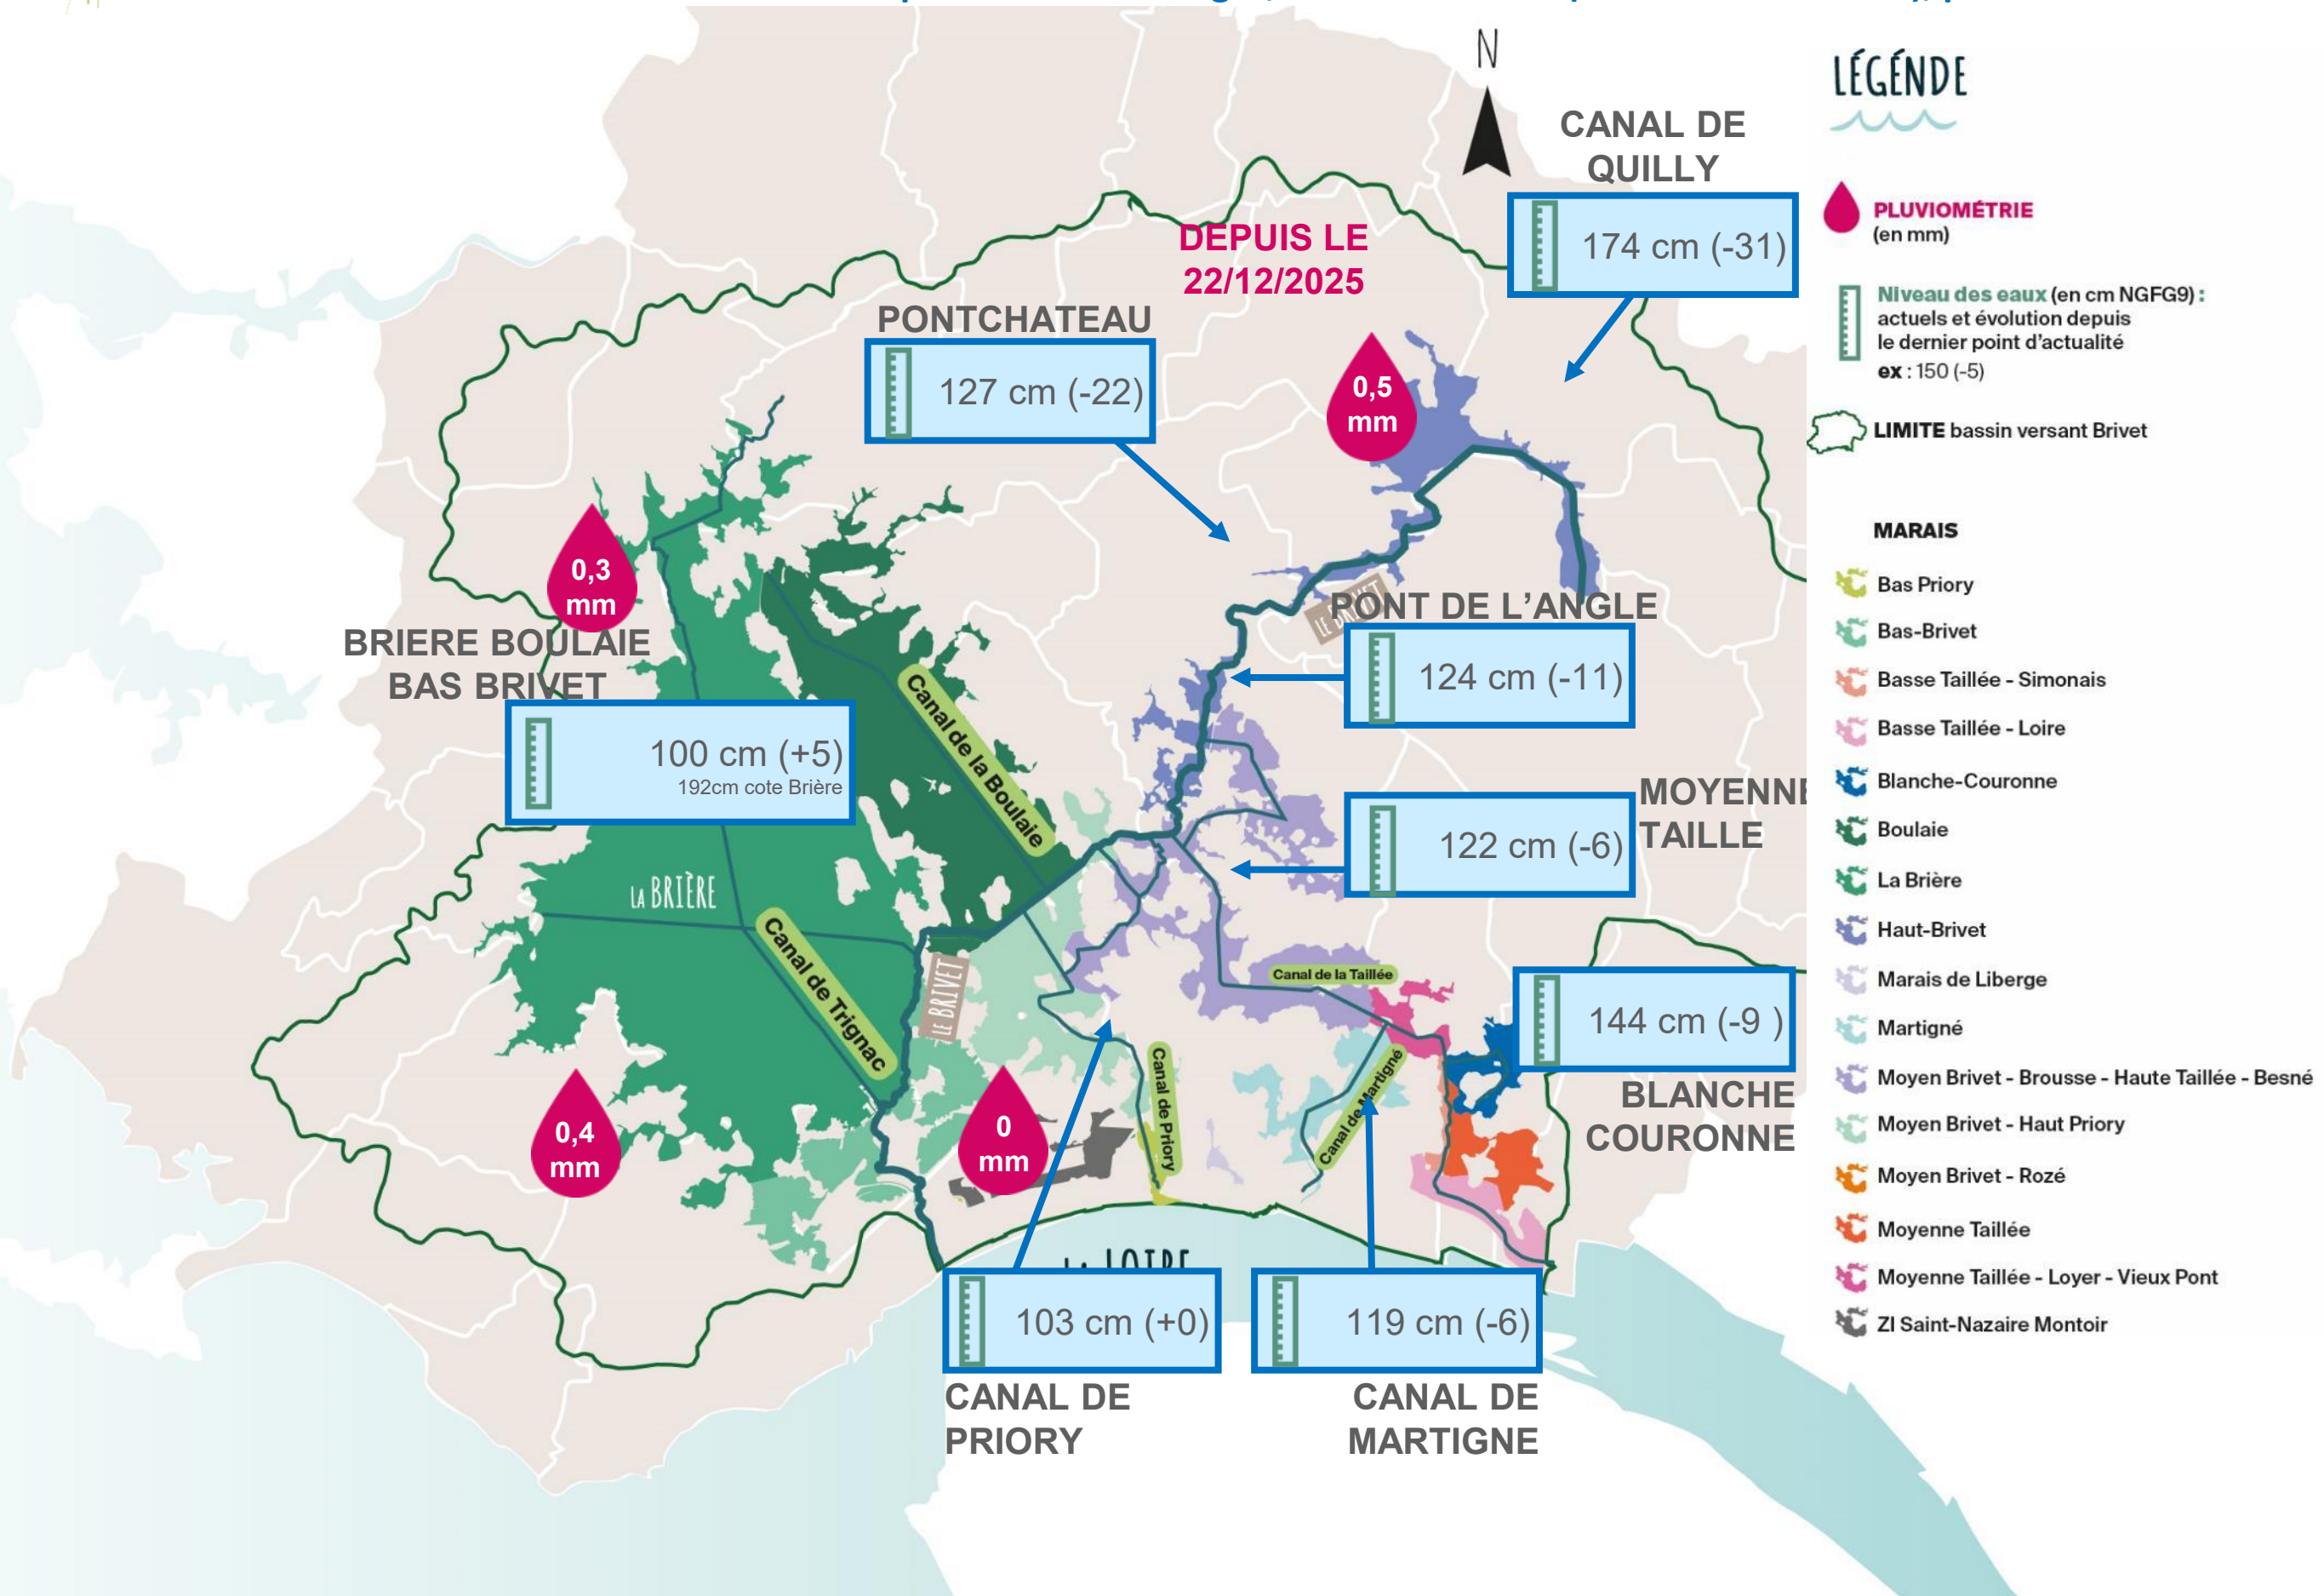 N
CANAL DE
QUILLY
174 cm (-31)
DEPUIS LE
22/12/2025
PONTCHATEAU
127 cm (-22)
0,5
mm
0,3
mm
BRIERE BOULAIE
BAS BRIVET
100 cm (+5)
192cm cote Brière
LE BRIVET
PONT DE L'ANGLE
124 cm (-11)
Canal de la Boulaie
MOYENNE
TAILLE
122 cm (-6)
LA BRIÈRE
Canal de Trignac
LE BRIVET
Canal de la Taillée
144 cm (-9 )
BLANCHE
COURONNE
Canal de Priory
Canal de Martigné
0,4
mm
0
mm
LA LOIRE
103 cm (+0)
CANAL DE
PRIORY
119 cm (-6)
CANAL DE
MARTIGNE
LÉGÉNDE
PLUVIOMÉTRIE
(en mm)
Niveau des eaux (en cm NGFG9) :
actuels et évolution depuis
le dernier point d'actualité
ex : 150 (-5)
LIMITE bassin versant Brivet
MARAIS
Bas Priory
Bas-Brivet
Basse Taillée - Simonais
Basse Taillée - Loire
Blanche-Couronne
Boulaie
La Brière
Haut-Brivet
Marais de Liberge
Martigné
Moyen Brivet - Brousse - Haute Taillée - Besné
Moyen Brivet - Haut Priory
Moyen Brivet - Rozé
Moyenne Taillée
Moyenne Taillée - Loyer - Vieux Pont
ZI Saint-Nazaire Montoir